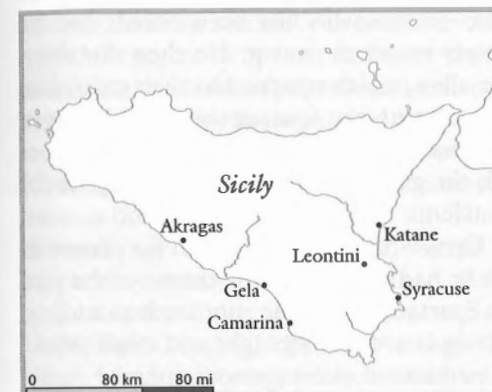 Sicily
Akragas
Katane
Leontini
Gela
Syracuse
Camarina
0 80 km 80 mi